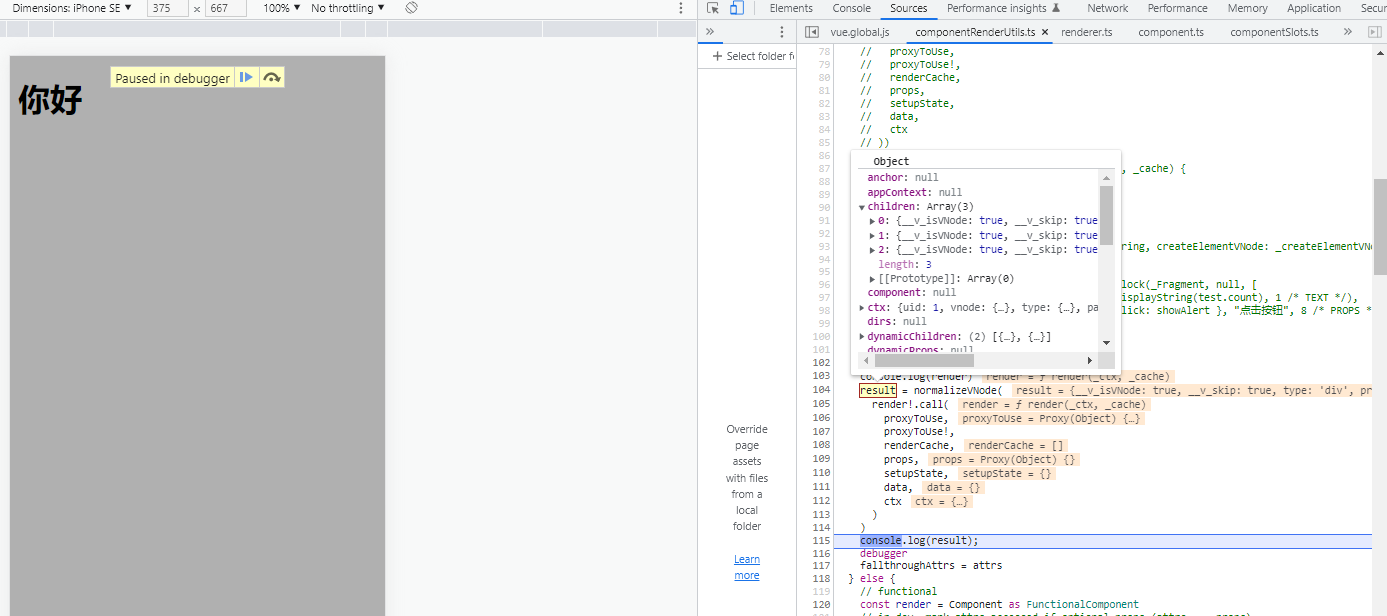 Dimensions: iPhone SE ▼ 375 × 667 100% ▼ No throttling ▼
Elements Console Sources Performance insights Network Performance Memory Application
» vue.global.js componentRenderUtils.ts × renderer.ts component.ts componentSlots.ts »
+ Select folder
Paused in debugger
你好
Override
page
assets
with files
from a
local
folder
Learn
more
78 // proxyToUse,
79 // proxyToUse!,
80 // renderCache,
81 // props,
82 // setupState,
83 // data,
84 // ctx
85 // ))
86
87 , _cache) {
88
89
90
91
92
93 ring, createElementVNode: _createElementVN
94
95
96 lock(_Fragment, null, [
97 isplayString(test.count), 1 /* TEXT */),
98 lick: showAlert }, "点击按钮", 8 /* PROPS *
99
100
101
102
Object
anchor: null
appContext: null
▼children: Array(3)
▶0: {__v_isVNode: true, __v_skip: true
▶1: {__v_isVNode: true, __v_skip: true
▶2: {__v_isVNode: true, __v_skip: true
length: 3
▶[[Prototype]]: Array(0)
component: null
▶ctx: {uid: 1, vnode: {…}, type: {…}, pa
dirs: null
▶dynamicChildren: (2) [{…}, {…}]
dynamicProps: null
103 console.log(render) render = ƒ render(_ctx, _cache)
104 result = normalizeVNode( result = {__v_isVNode: true, __v_skip: true, type: 'div', pr
105 render!.call( render = ƒ render(_ctx, _cache)
106 proxyToUse, proxyToUse = Proxy(Object) {…}
107 proxyToUse!,
108 renderCache, renderCache = []
109 props, props = Proxy(Object) {}
110 setupState, setupState = {}
111 data, data = {}
112 ctx ctx = {…}
113 )
114 )
115 console.log(result);
116 debugger
117 fallthroughAttrs = attrs
118 } else {
119 // functional
120 const render = Component as FunctionalComponent